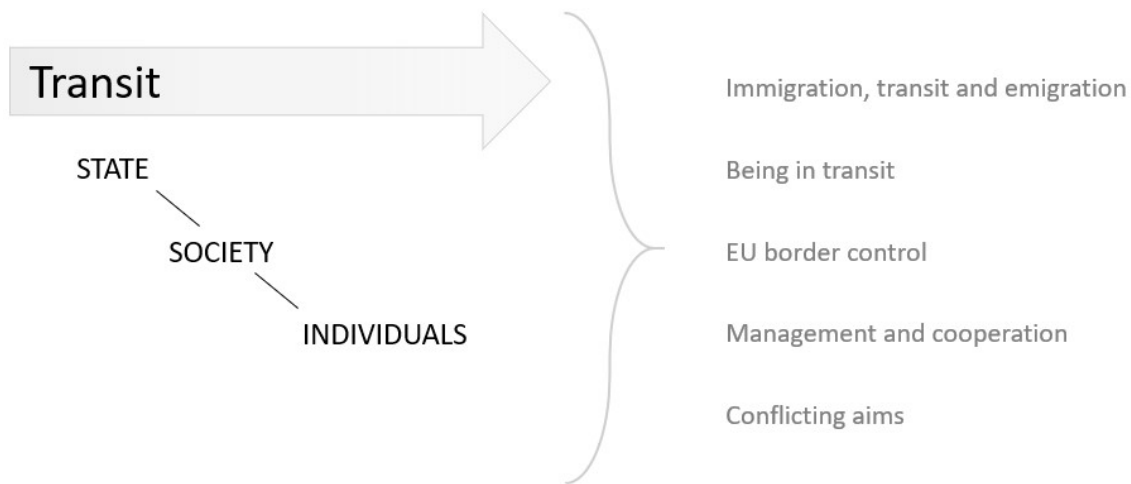 Transit
STATE
SOCIETY
INDIVIDUALS
Immigration, transit and emigration
Being in transit
EU border control
Management and cooperation
Conflicting aims